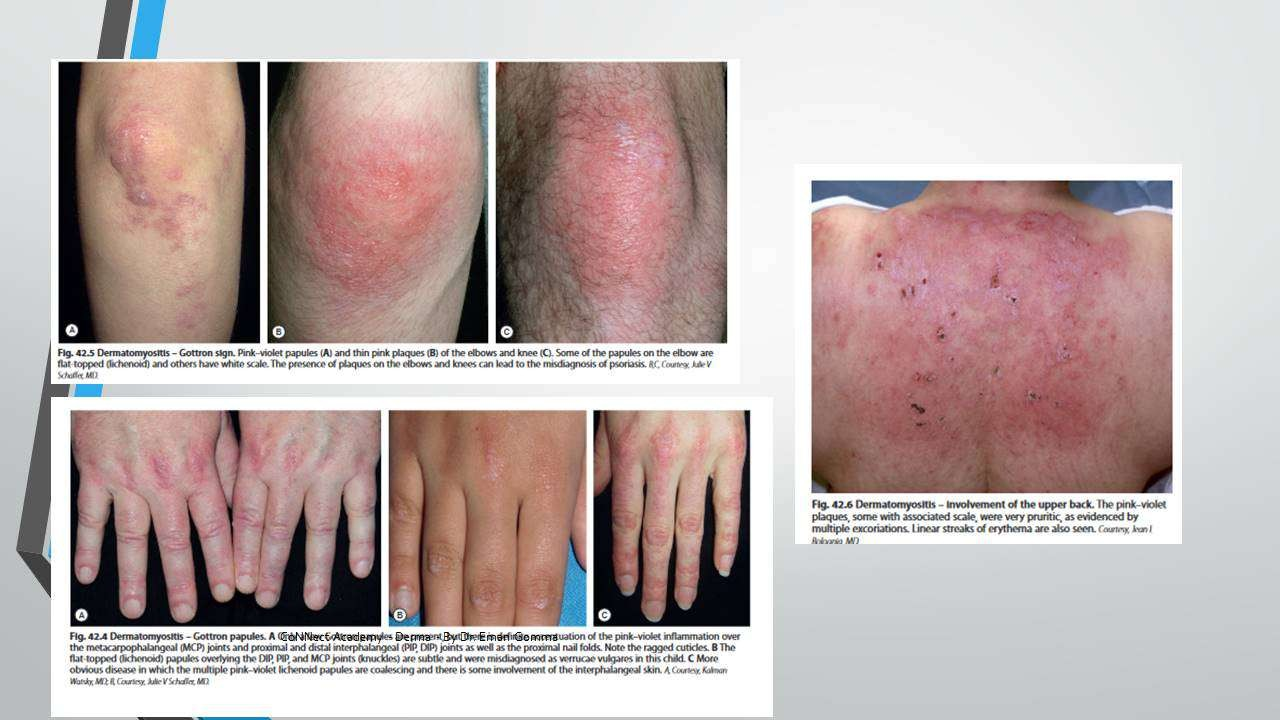 A
B
C
Fig. 42.5 Dermatomyositis – Gottron sign. Pink–violet papules (A) and thin pink plaques (B) of the elbows and knee (C). Some of the papules on the elbow are
flat-topped (lichenoid) and others have white scale. The presence of plaques on the elbows and knees can lead to the misdiagnosis of psoriasis. B,C, Courtesy, Julie V
Schaffer, MD.
A
B
C
Fig. 42.4 Dermatomyositis – Gottron papules. A
CoNNect Academy - Derma - By Dr. Eman Gomma
uation of the pink–violet inflammation over
the metacarpophalangeal (MCP) joints and proximal and distal interphalangeal (PIP, DIP) joints as well as the proximal nail folds. Note the ragged cuticles. B The
flat-topped (lichenoid) papules overlying the DIP, PIP, and MCP joints (knuckles) are subtle and were misdiagnosed as verrucae vulgares in this child. C More
obvious disease in which the multiple pink–violet lichenoid papules are coalescing and there is some involvement of the interphalangeal skin. A, Courtesy, Kalman
Watsky, MD; B, Courtesy, Julie V Schaffer, MD.
Fig. 42.6 Dermatomyositis – involvement of the upper back. The pink–violet
plaques, some with associated scale, were very pruritic, as evidenced by
multiple excoriations. Linear streaks of erythema are also seen. Courtesy, Jean L
Bolognia, MD